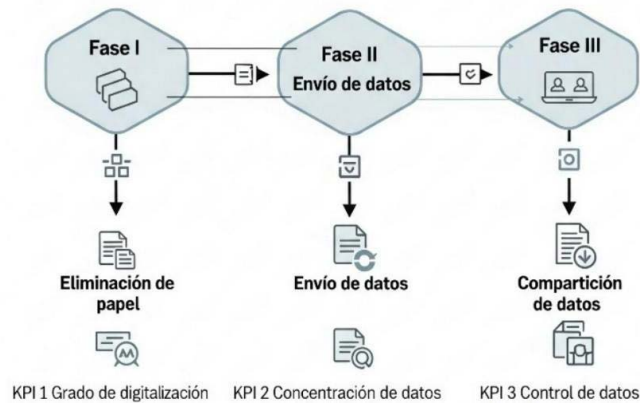 Fase I
Fase II
Envío de datos
Fase III
Eliminación de
papel
Envío de datos
Compartición
de datos
KPI 1 Grado de digitalización
KPI 2 Concentración de datos
KPI 3 Control de datos